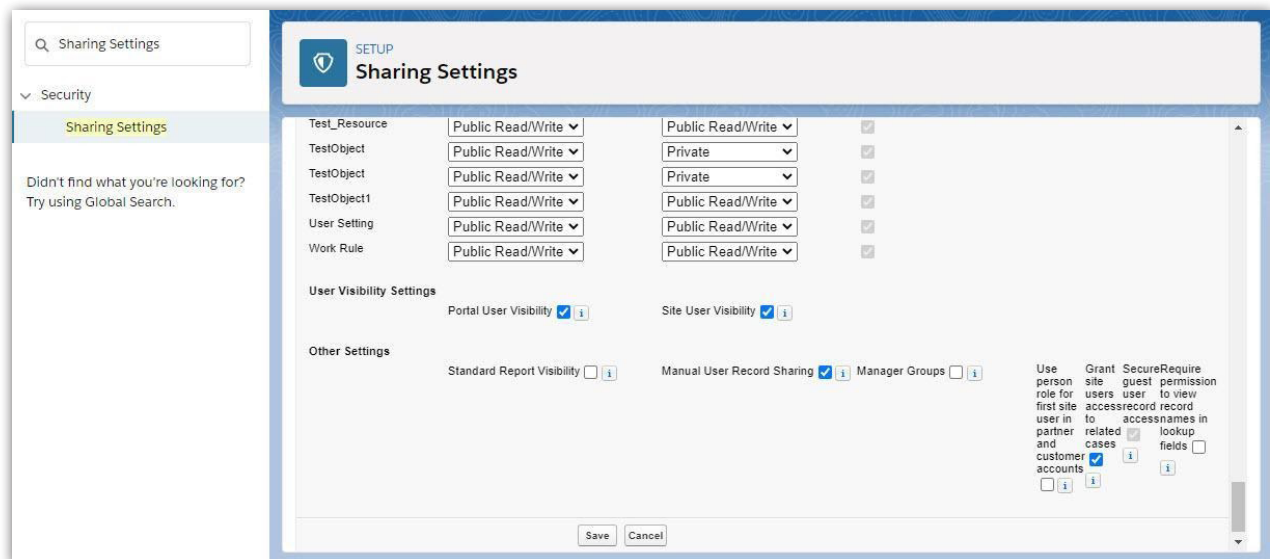 Sharing Settings
Security
Sharing Settings
Didn't find what you're looking for?
Try using Global Search.
SETUP
Sharing Settings
Test_Resource Public Read/Write Public Read/Write
TestObject Public Read/Write Private
TestObject Public Read/Write Private
TestObject1 Public Read/Write Public Read/Write
User Setting Public Read/Write Public Read/Write
Work Rule Public Read/Write Public Read/Write
User Visibility Settings
Portal User Visibility i Site User Visibility i
Other Settings
Standard Report Visibility i Manual User Record Sharing i Manager Groups i
Use
person
role for
first site
user in
partner
and
customer
accounts
i
Grant
site
users
access
to
related
cases
i
Secure
guest
user
record
access
i
Require
permission
to view
record
names in
lookup
fields
i
Save Cancel